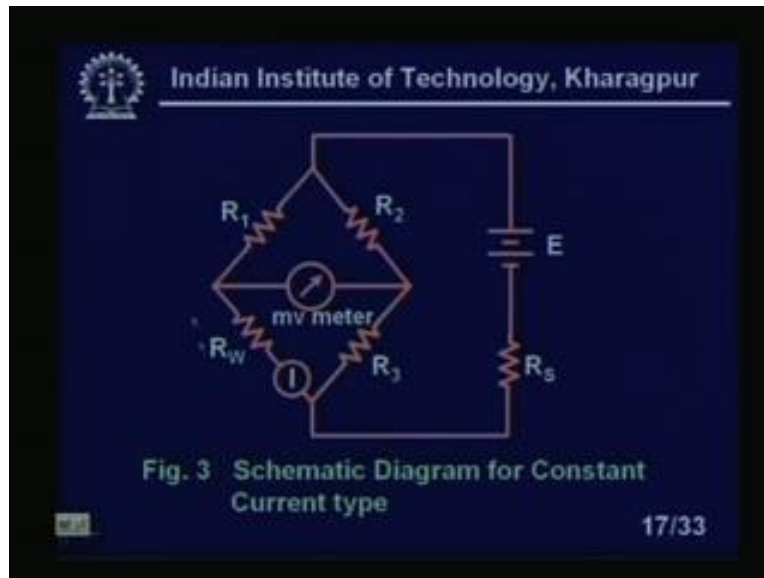 Indian Institute of Technology, Kharagpur
R1
R2
E
mv meter
RW
R3
RS
I
Fig. 3 Schematic Diagram for Constant
Current type
17/33